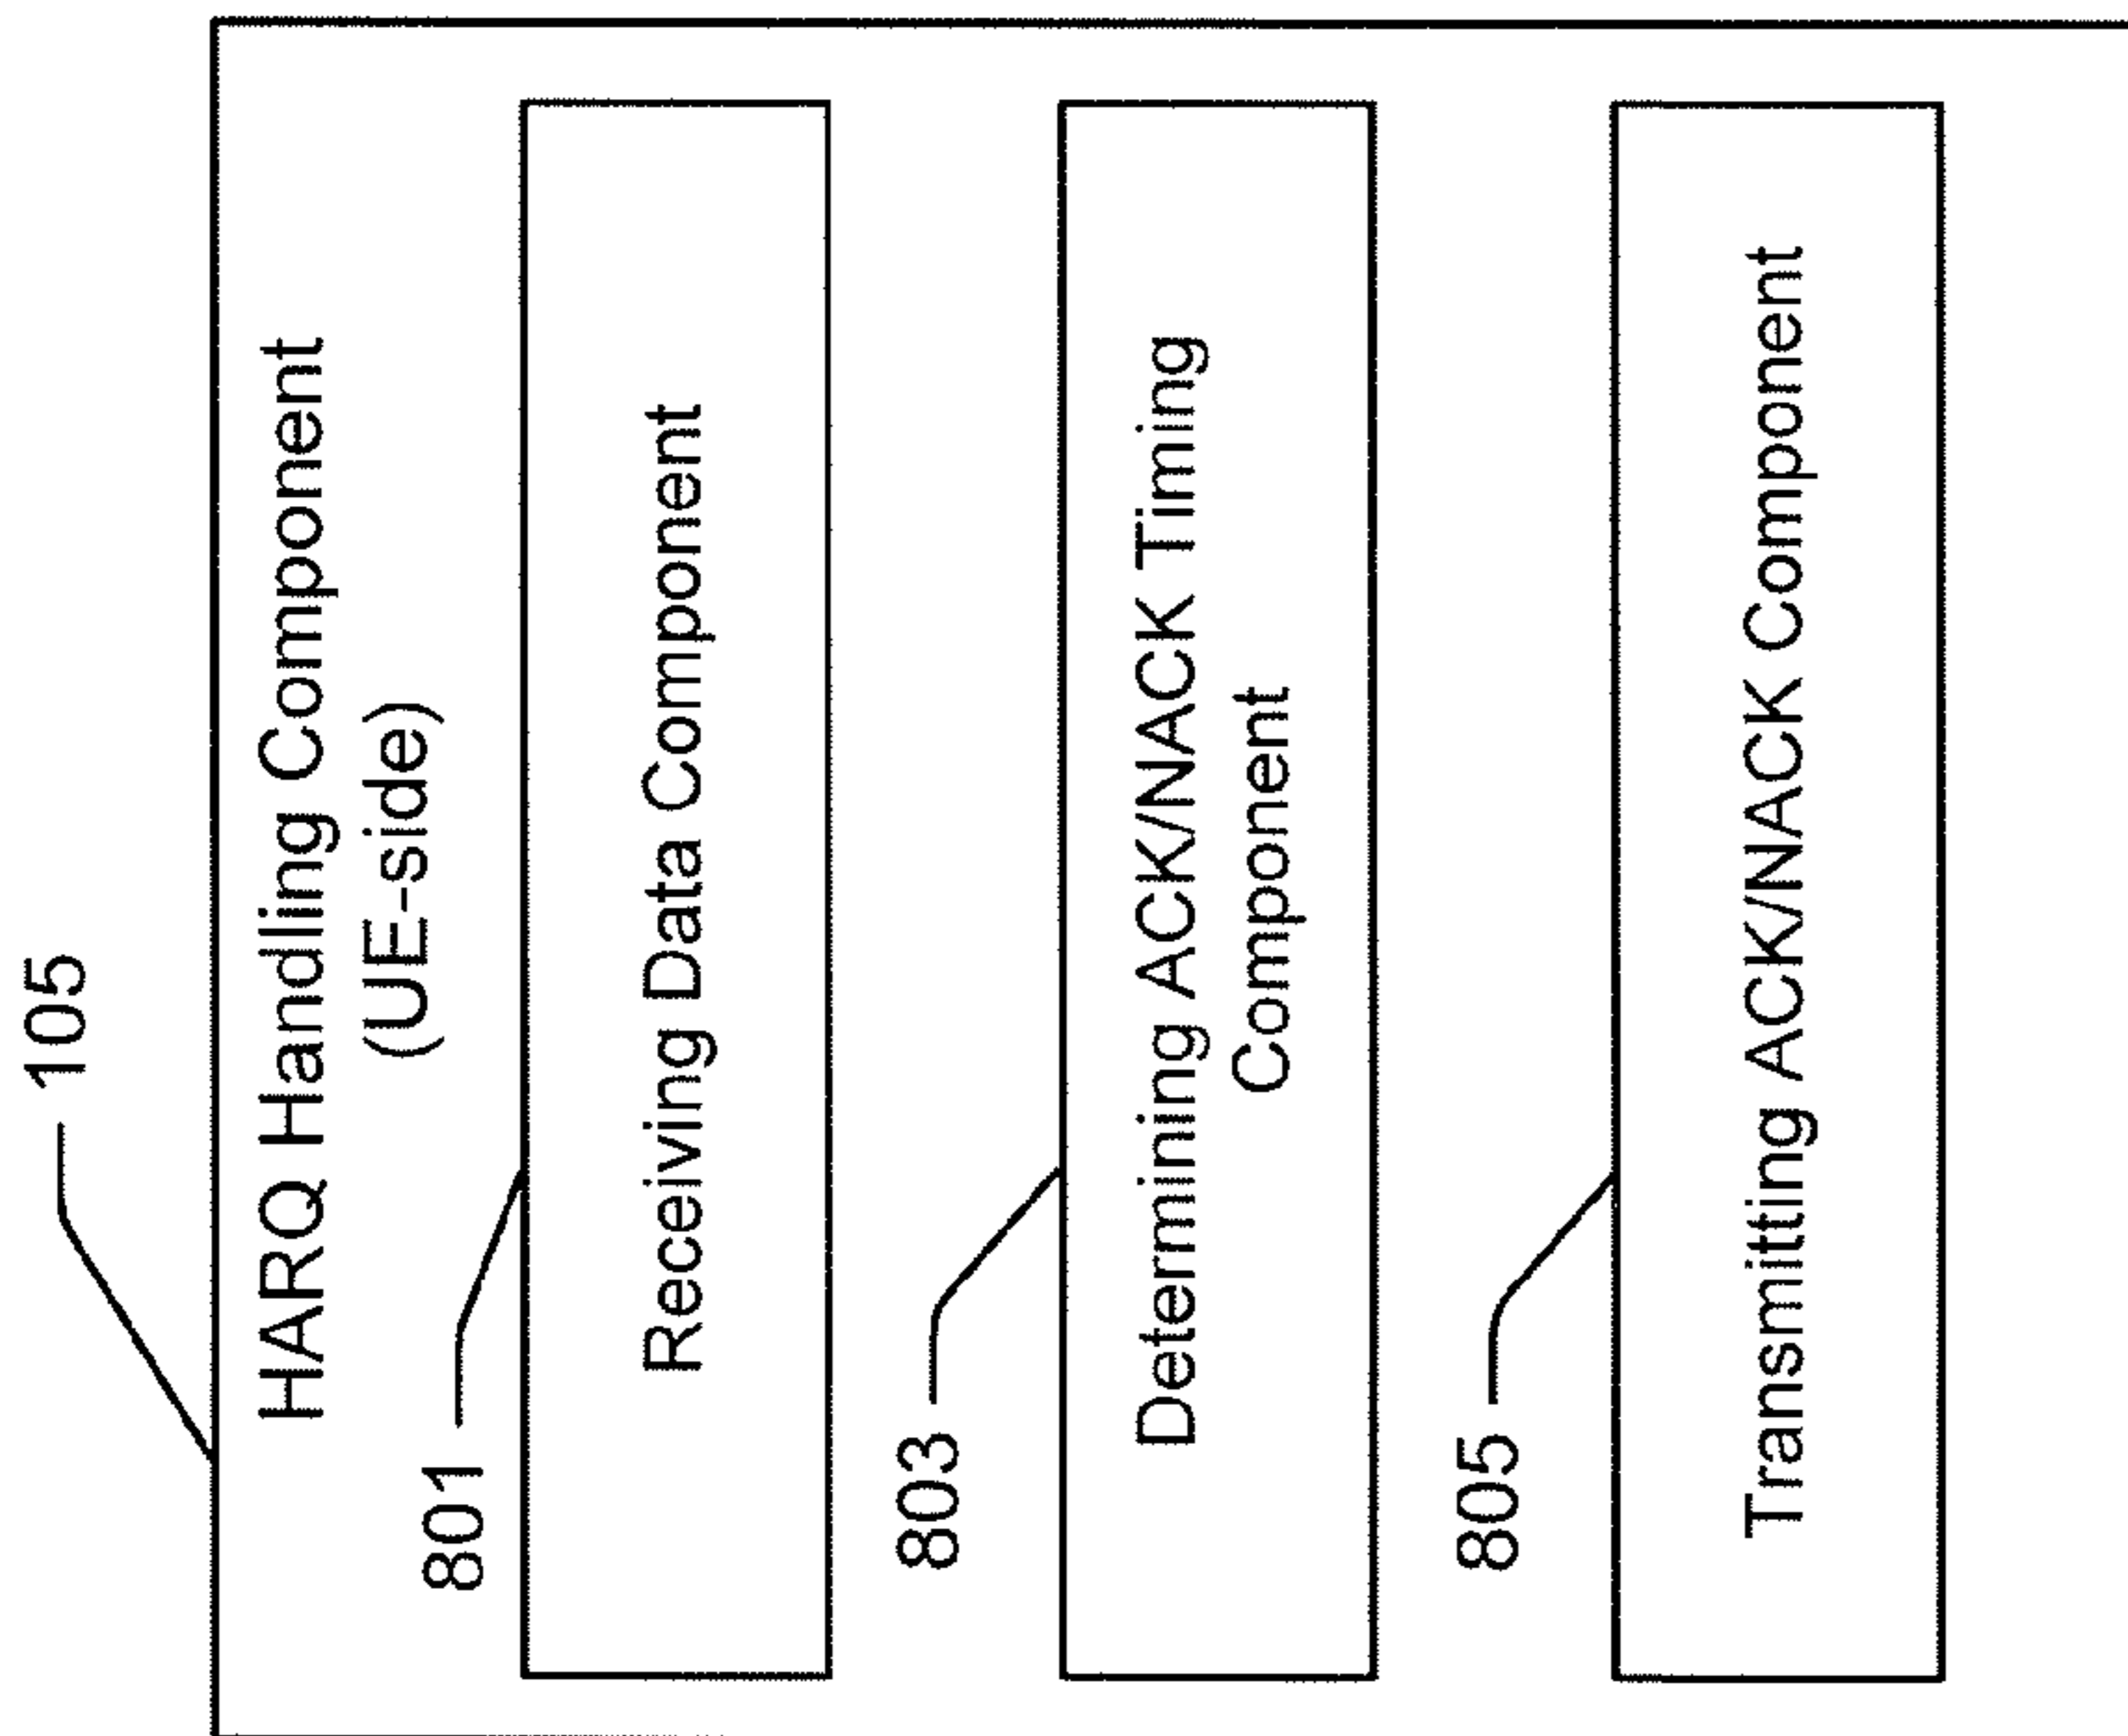 105
HARQ Handling Component
(UE-side)
801
Receiving Data Component
803
Determining ACK/NACK Timing
Component
805
Transmitting ACK/NACK Component